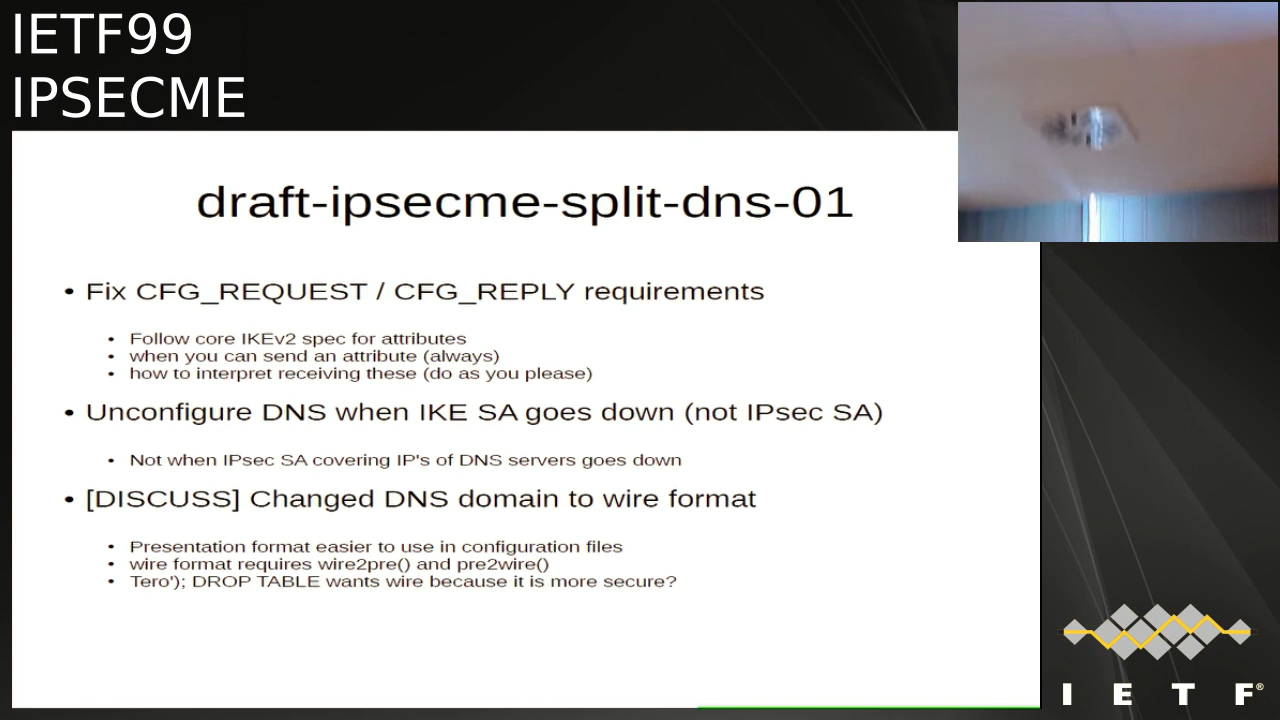 IETF99
IPSECME
draft-ipsecme-split-dns-01
• Fix CFG_REQUEST / CFG_REPLY requirements
• Follow core IKEv2 spec for attributes
• when you can send an attribute (always)
• how to interpret receiving these (do as you please)
• Unconfigure DNS when IKE SA goes down (not IPsec SA)
• Not when IPsec SA covering IP's of DNS servers goes down
• [DISCUSS] Changed DNS domain to wire format
• Presentation format easier to use in configuration files
• wire format requires wire2pre() and pre2wire()
• Tero'); DROP TABLE wants wire because it is more secure?
I E T F®